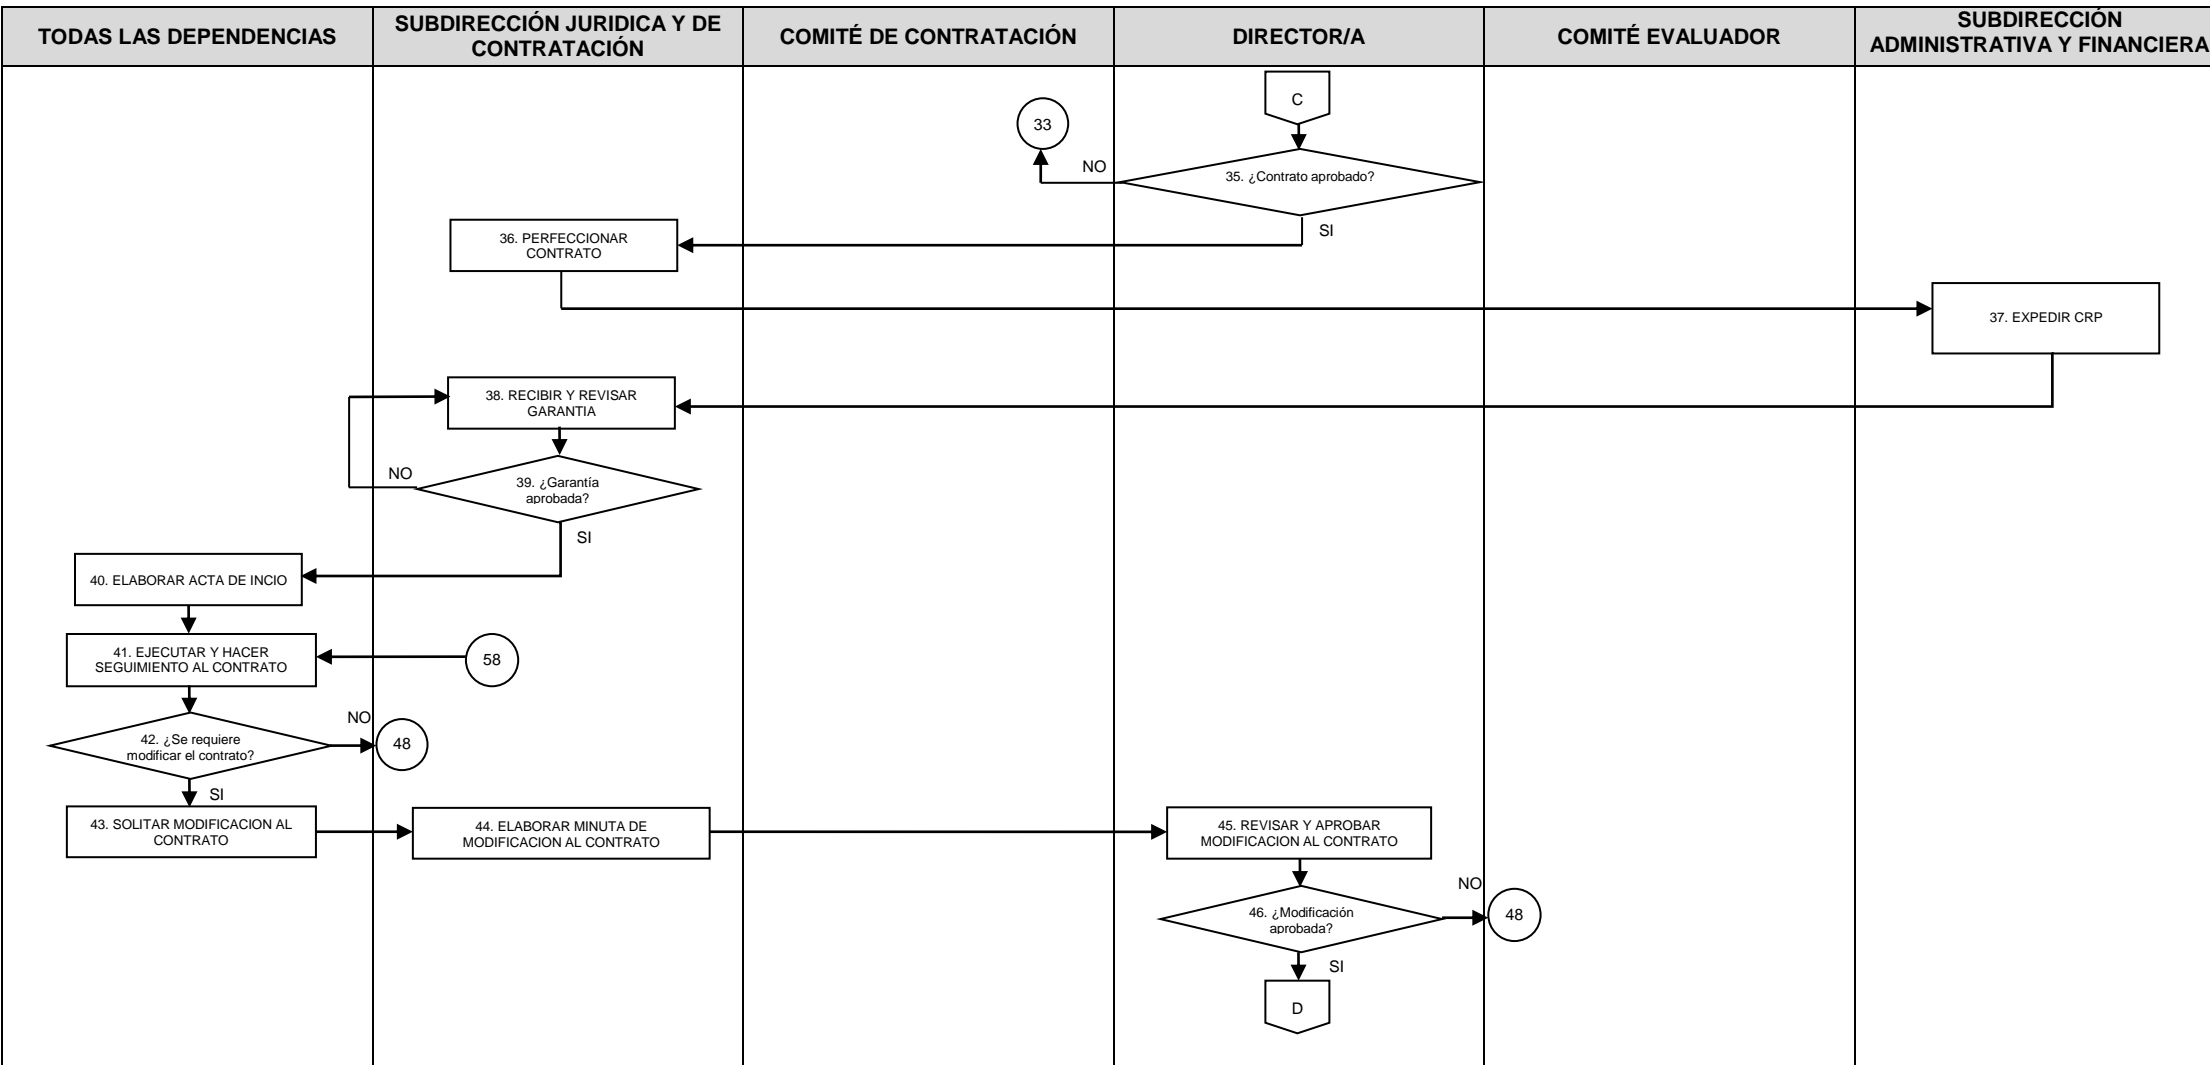 TODAS LAS DEPENDENCIAS
SUBDIRECCIÓN JURIDICA Y DE
CONTRATACIÓN
COMITÉ DE CONTRATACIÓN
DIRECTOR/A
COMITÉ EVALUADOR
SUBDIRECCIÓN
ADMINISTRATIVA Y FINANCIERA
C
33
NO
35. ¿Contrato aprobado?
SI
36. PERFECCIONAR
CONTRATO
37. EXPEDIR CRP
38. RECIBIR Y REVISAR
GARANTIA
NO
39. ¿Garantía
aprobada?
SI
40. ELABORAR ACTA DE INCIO
41. EJECUTAR Y HACER
SEGUIMIENTO AL CONTRATO
58
NO
42. ¿Se requiere
modificar el contrato?
48
SI
43. SOLITAR MODIFICACION AL
CONTRATO
44. ELABORAR MINUTA DE
MODIFICACION AL CONTRATO
45. REVISAR Y APROBAR
MODIFICACION AL CONTRATO
NO
46. ¿Modificación
aprobada?
48
SI
D